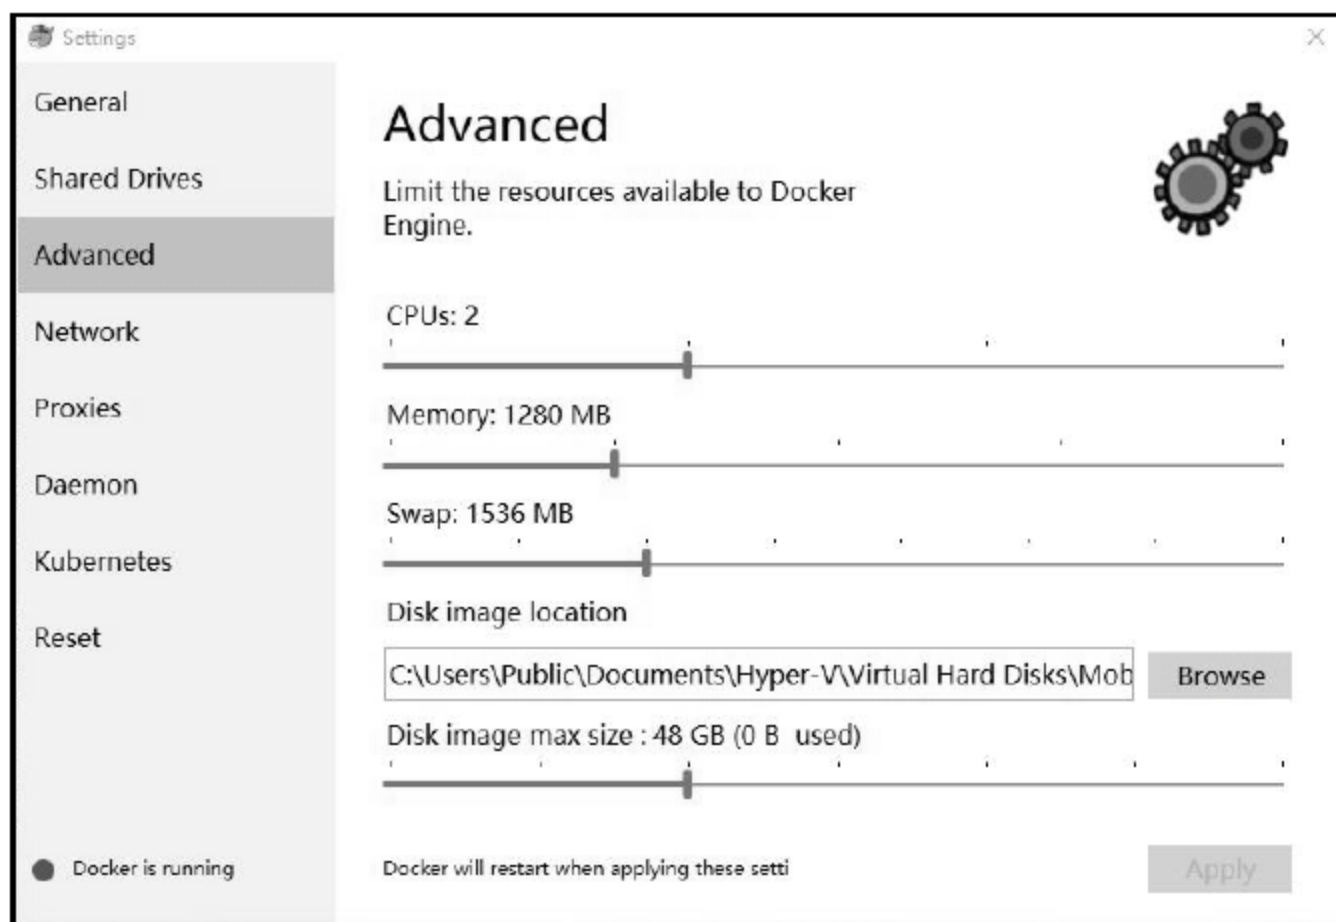 Settings
General
Shared Drives
Advanced
Network
Proxies
Daemon
Kubernetes
Reset
Docker is running
Advanced
Limit the resources available to Docker
Engine.
CPUs: 2
Memory: 1280 MB
Swap: 1536 MB
Disk image location
C:\Users\Public\Documents\Hyper-V\Virtual Hard Disks\Mob
Browse
Disk image max size : 48 GB (0 B used)
Docker will restart when applying these setti
Apply